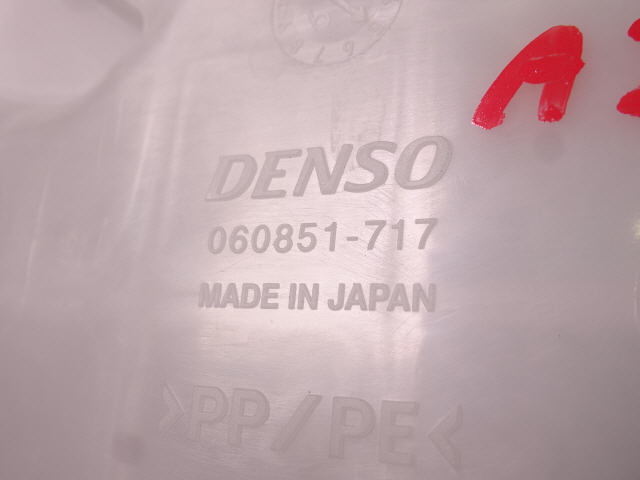 DENSO
060851-717
MADE IN JAPAN
>PP/PE<